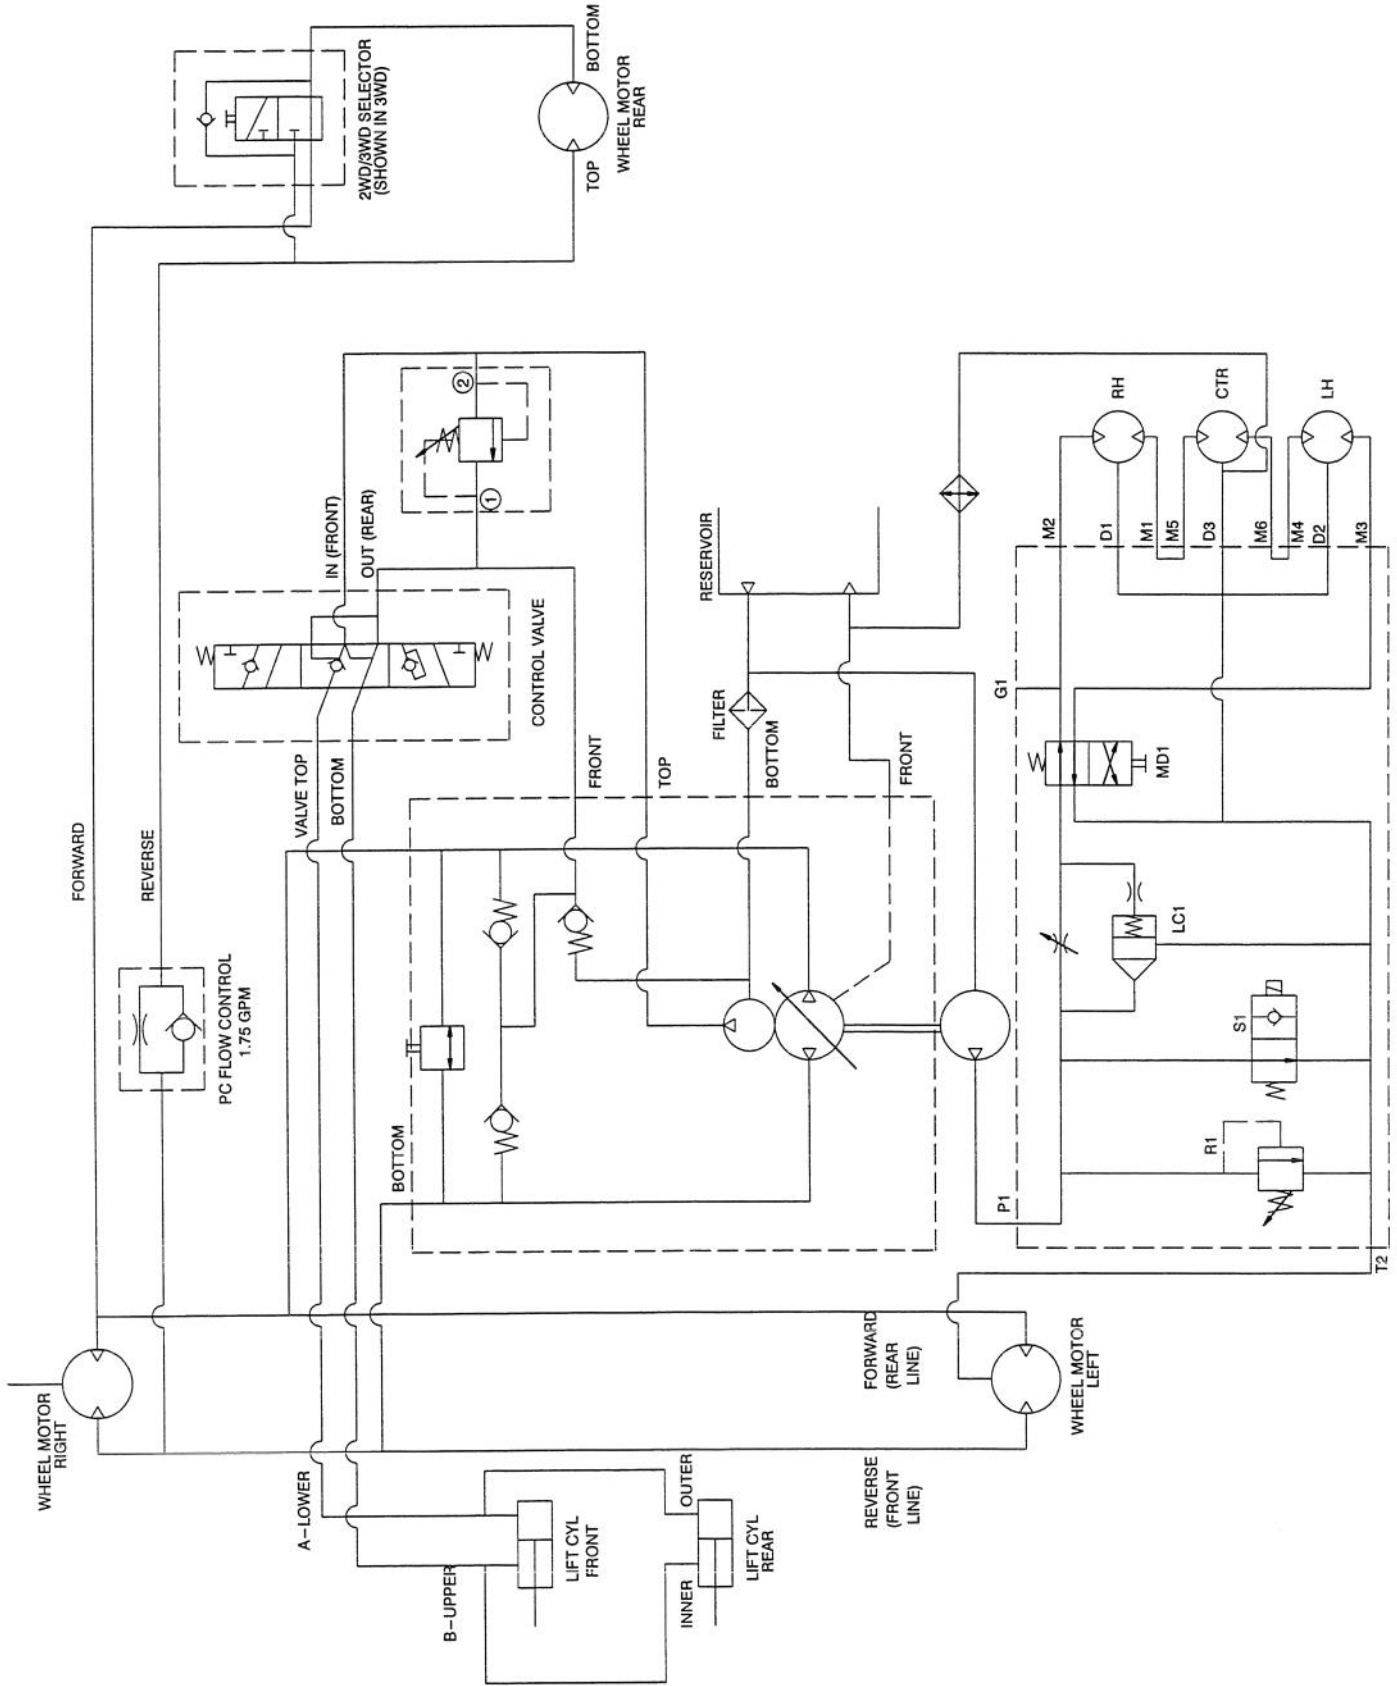 2WD/3WD SELECTOR
(SHOWN IN 3WD)
BOTTOM
WHEEL MOTOR
REAR
TOP
FORWARD
REVERSE
PC FLOW CONTROL
1.75 GPM
WHEEL MOTOR
RIGHT
IN (FRONT)
OUT (REAR)
1
2
CONTROL VALVE
VALVE TOP
BOTTOM
FRONT
TOP
RESERVOIR
FILTER
BOTTOM
FRONT
BOTTOM
A-LOWER
B-UPPER
LIFT CYL
FRONT
OUTER
INNER
LIFT CYL
REAR
FORWARD
(REAR
LINE)
REVERSE
(FRONT
LINE)
WHEEL MOTOR
LEFT
RH
CTR
LH
M2
D1
M1
M5
D3
M6
M4
D2
M3
G1
MD1
LC1
S1
R1
P1
T2